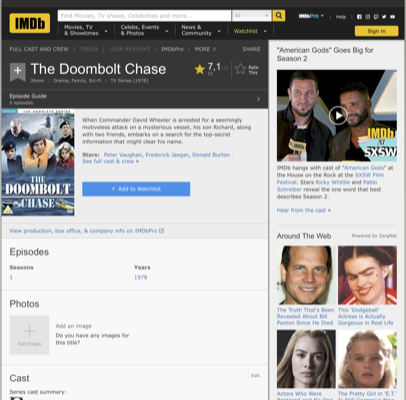 IMDb
Find Movies, TV shows, Celebrities and more...
All
Movies, TV
& Showtimes
Celebs, Events
& Photos
News &
Community
Watchlist
IMDbPro
Help
Sign in
FULL CAST AND CREW | TRIVIA | USER REVIEWS | IMDbPro | MORE
SHARE
The Doombolt Chase
30min | Drama, Family, Sci-Fi | TV Series (1978)
7,1
Rate
This
Episode Guide
6 episodes
THE
DOOMBOLT
CHASE
PG
When Commander David Wheeler is arrested for a seemingly
motiveless attack on a mysterious vessel, his son Richard, along
with two friends, embarks on a search for the top-secret
information that might clear his name.
Stars: Peter Vaughan, Frederick Jaeger, Donald Burton |
See full cast & crew »
+ Add to Watchlist
View production, box office, & company info on IMDbPro
Episodes
Seasons
Years
1
1978
Photos
Add Image
Add an image
Do you have any images for
this title?
Cast
Edit
Series cast summary:
"American Gods" Goes Big for
Season 2
IMDb
AT
SXSW
IMDb hangs with cast of "American Gods" at
the House on the Rock at the SXSW Film
Festival. Stars Ricky Whittle and Pablo
Schreiber reveal the one word that best
describes Season 2.
Hear from the cast »
Around The Web
Powered by ZergNet
The Truth That's Been
Revealed About Bill
Paxton Since He Died
This 'Dodgeball'
Actress is Actually
Gorgeous in Real Life
Actors Who Were
The Pretty Girl in 'E.T.'